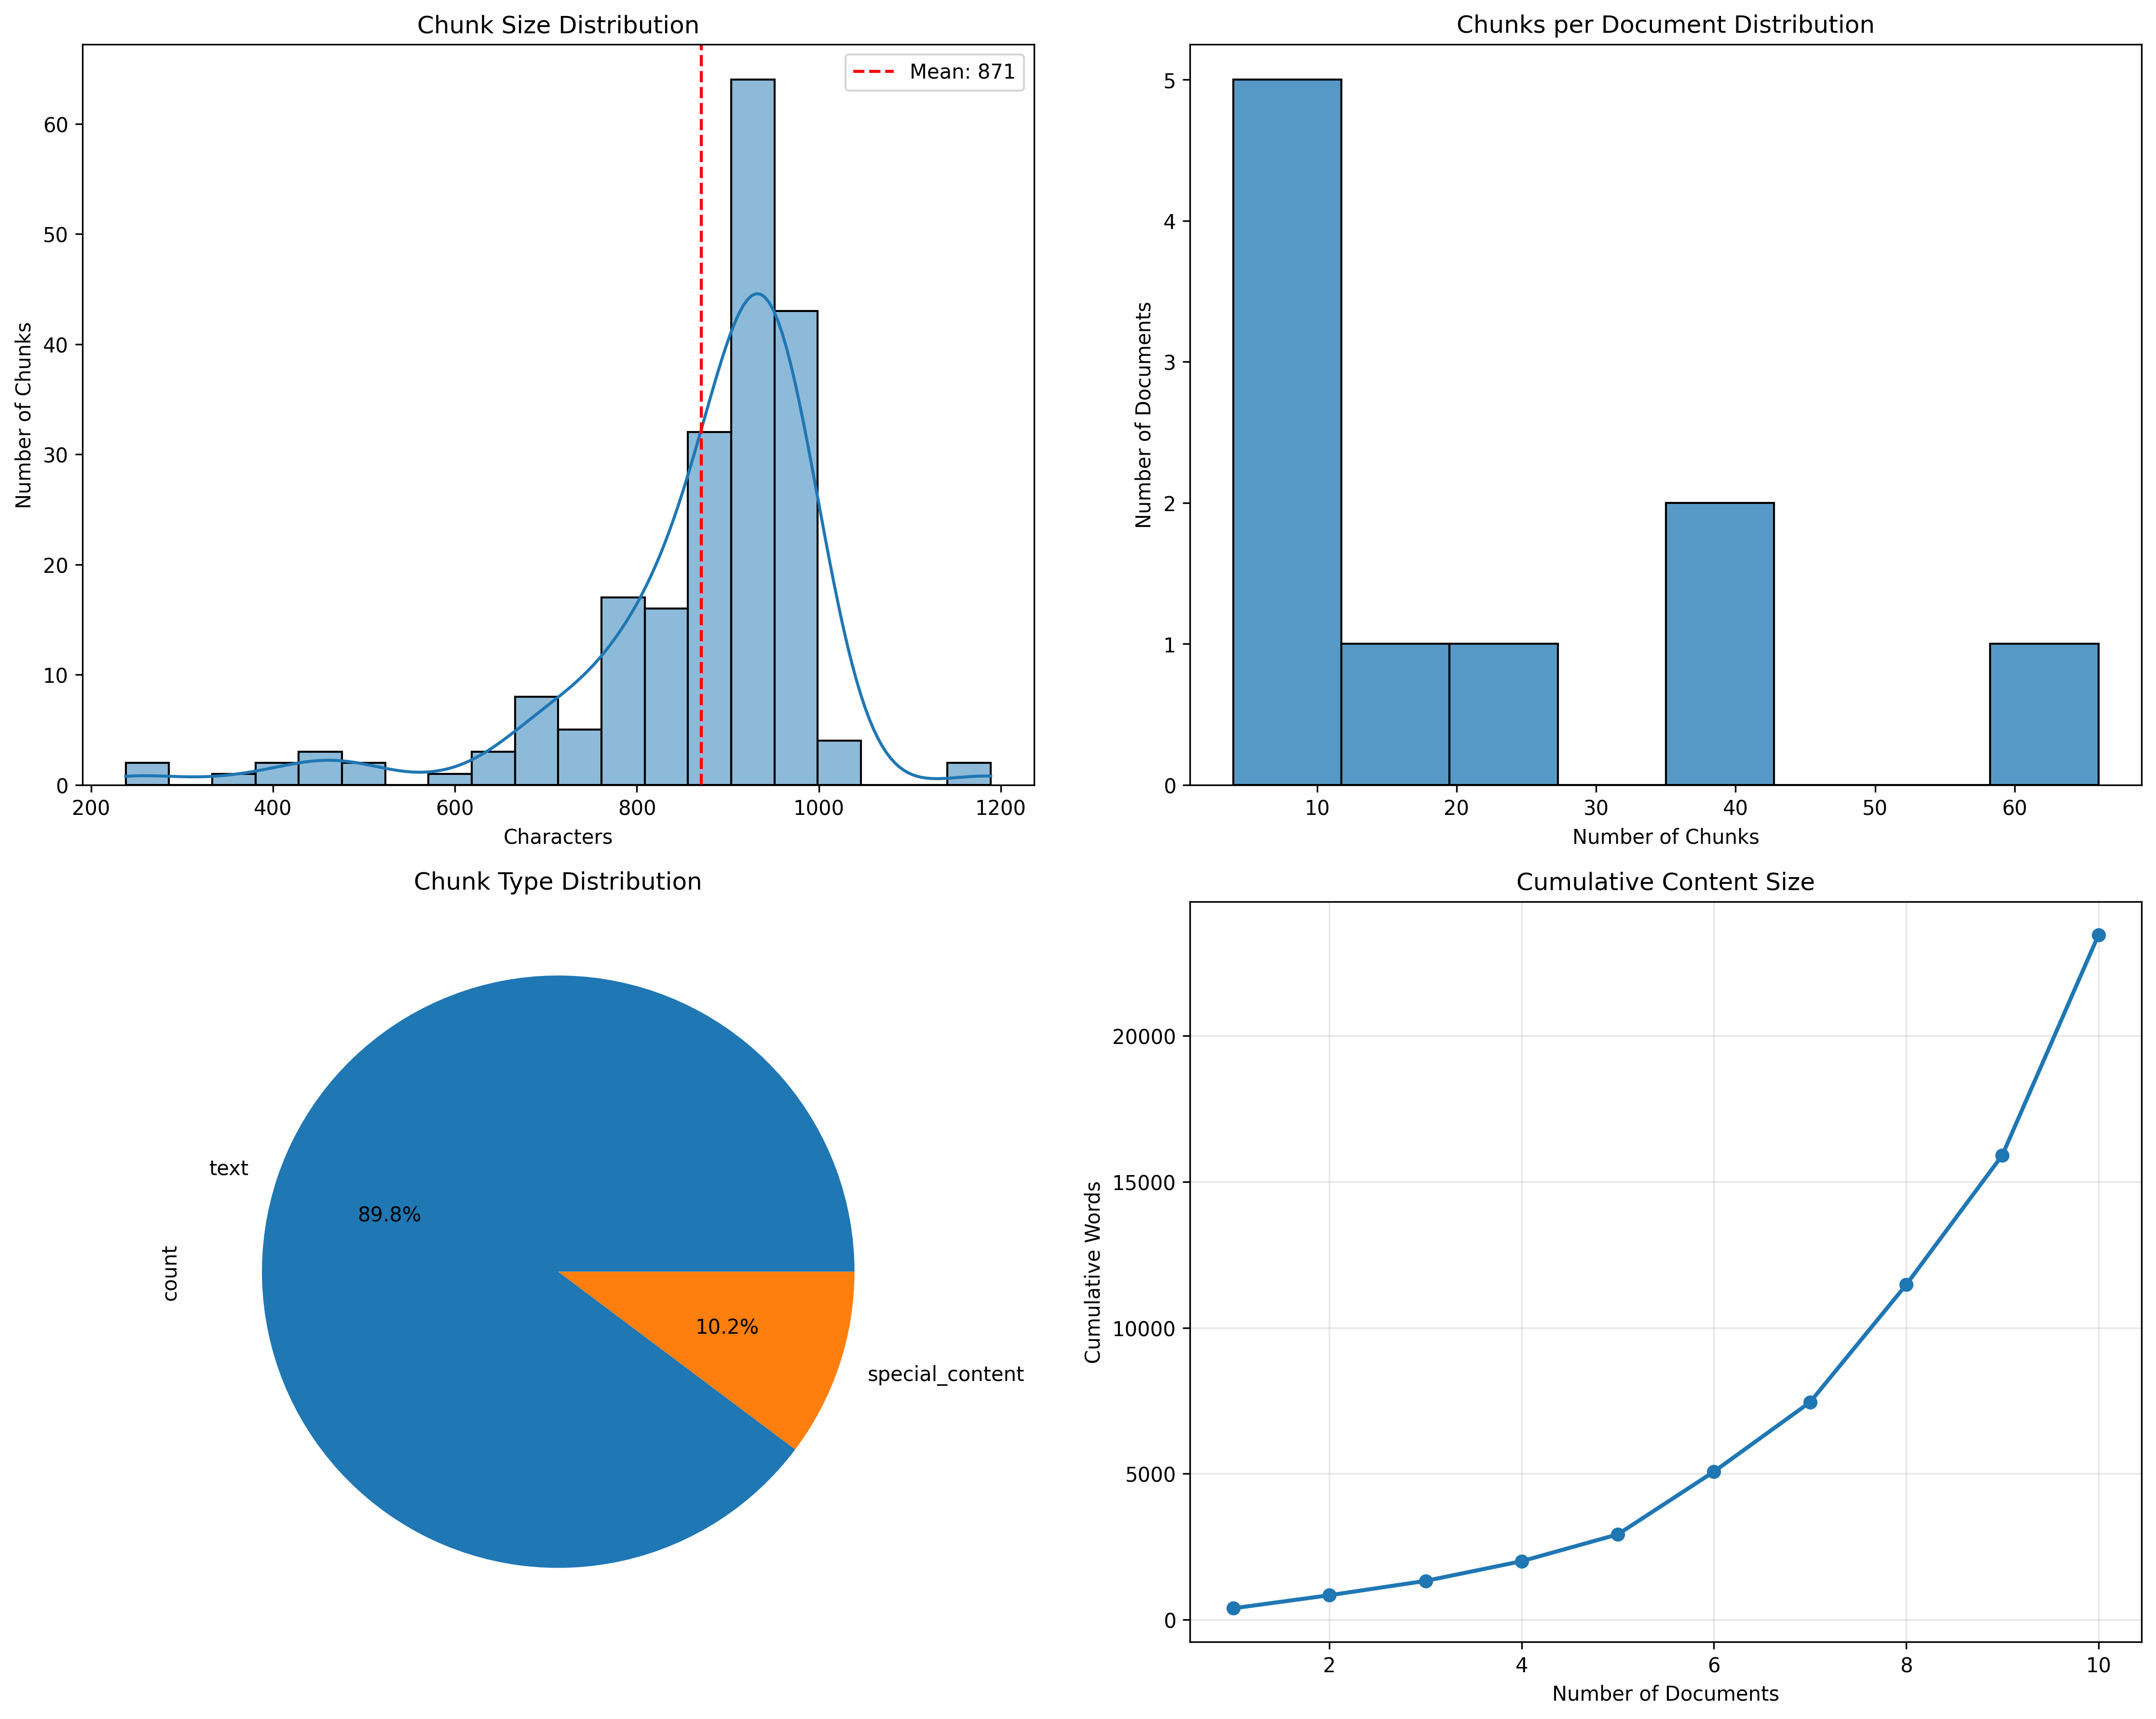 Chunk Size Distribution
Mean: 871
Number of Chunks
60
50
40
30
20
10
0
200 400 600 800 1000 1200
Characters
Chunks per Document Distribution
Number of Documents
5
4
3
2
1
0
10 20 30 40 50 60
Number of Chunks
Chunk Type Distribution
text
89.8%
count
10.2%
special_content
Cumulative Content Size
Cumulative Words
20000
15000
10000
5000
0
2 4 6 8 10
Number of Documents